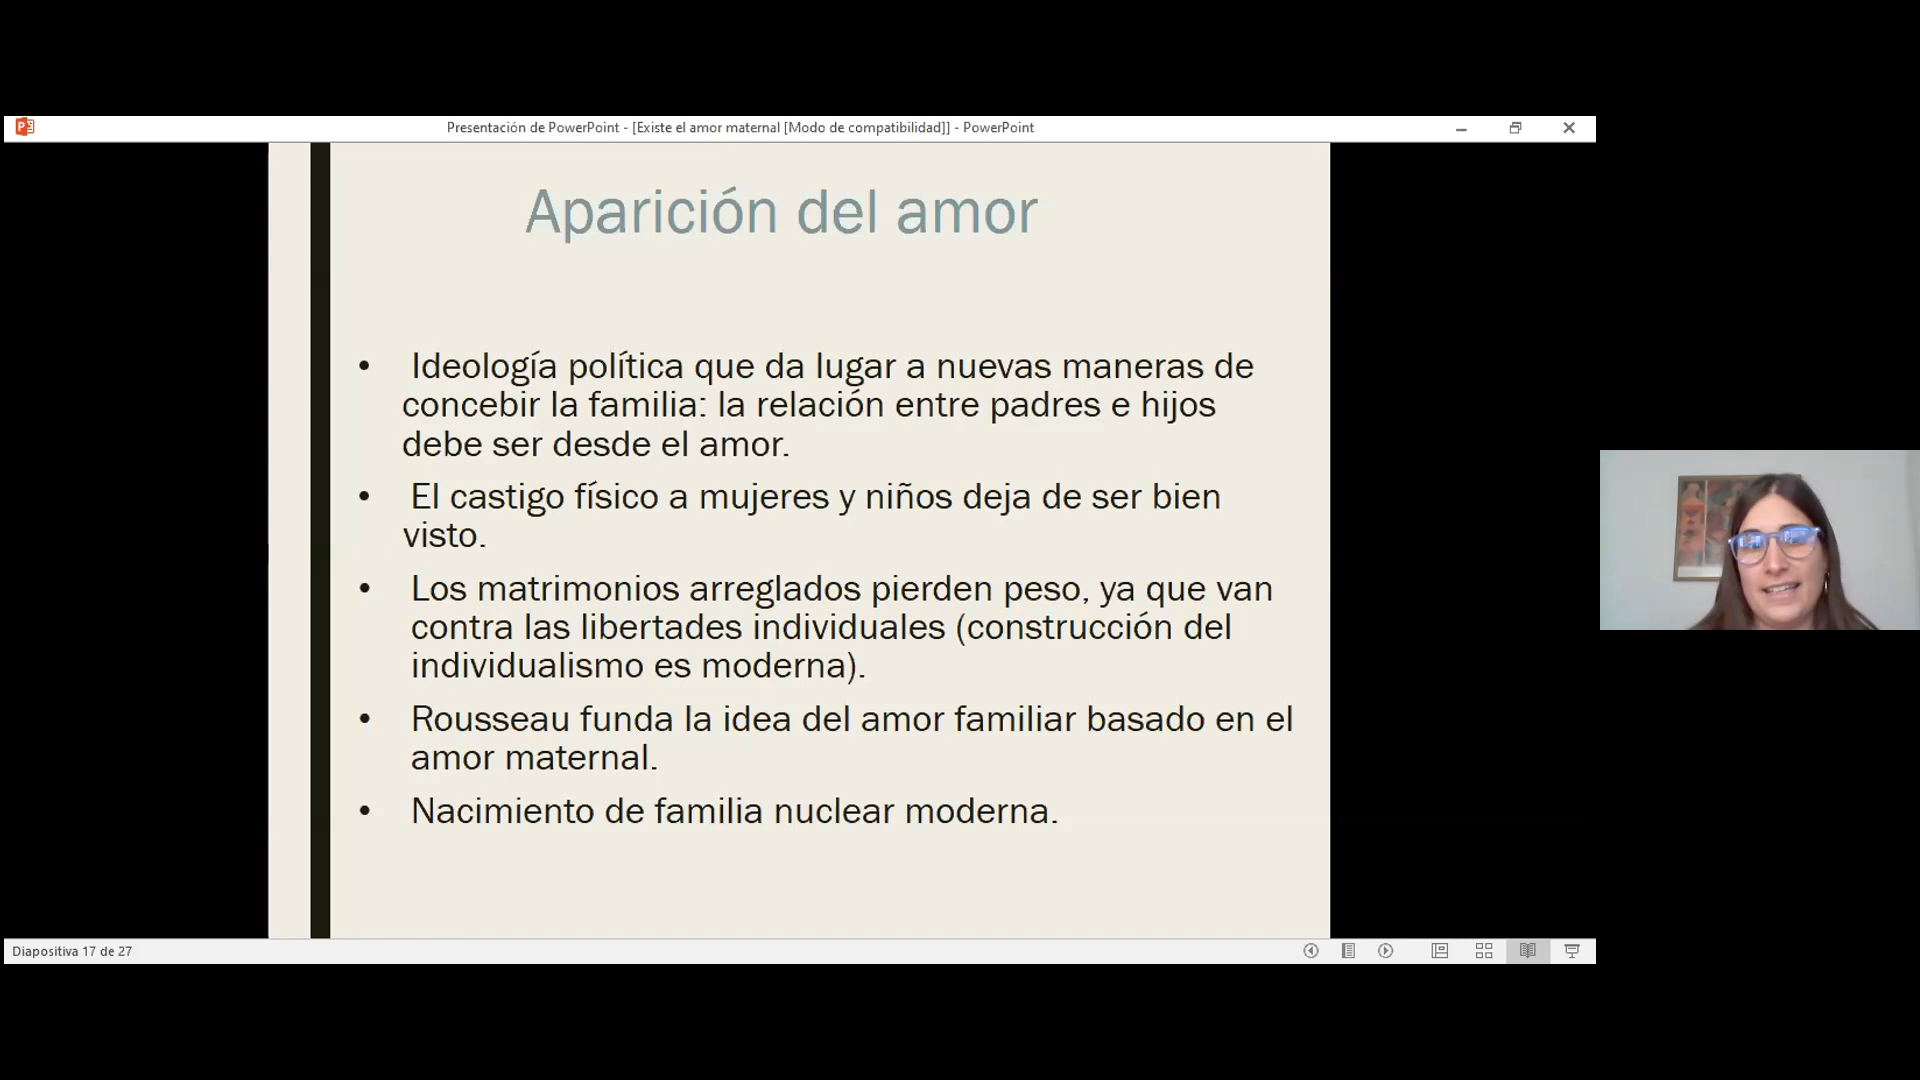 Presentación de PowerPoint - [Existe el amor maternal [Modo de compatibilidad]] - PowerPoint
Aparición del amor
• Ideología política que da lugar a nuevas maneras de
concebir la familia: la relación entre padres e hijos
debe ser desde el amor.
• El castigo físico a mujeres y niños deja de ser bien
visto.
• Los matrimonios arreglados pierden peso, ya que van
contra las libertades individuales (construcción del
individualismo es moderna).
• Rousseau funda la idea del amor familiar basado en el
amor maternal.
• Nacimiento de familia nuclear moderna.
Diapositiva 17 de 27